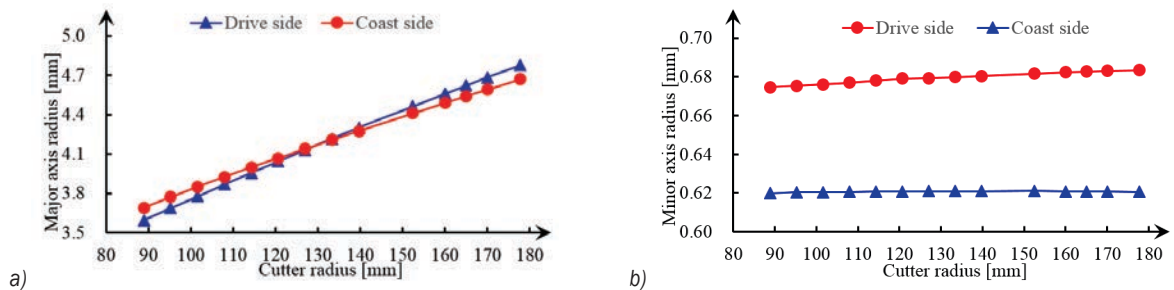 Drive side Coast side
Major axis radius [mm]
5.0
4.7
4.4
4.1
3.8
3.5
80 90 100 110 120 130 140 150 160 170 180
Cutter radius [mm]
a)
Drive side Coast side
Minor axis radius [mm]
0.70
0.68
0.66
0.64
0.62
0.60
80 90 100 110 120 130 140 150 160 170 180
Cutter radius [mm]
b)